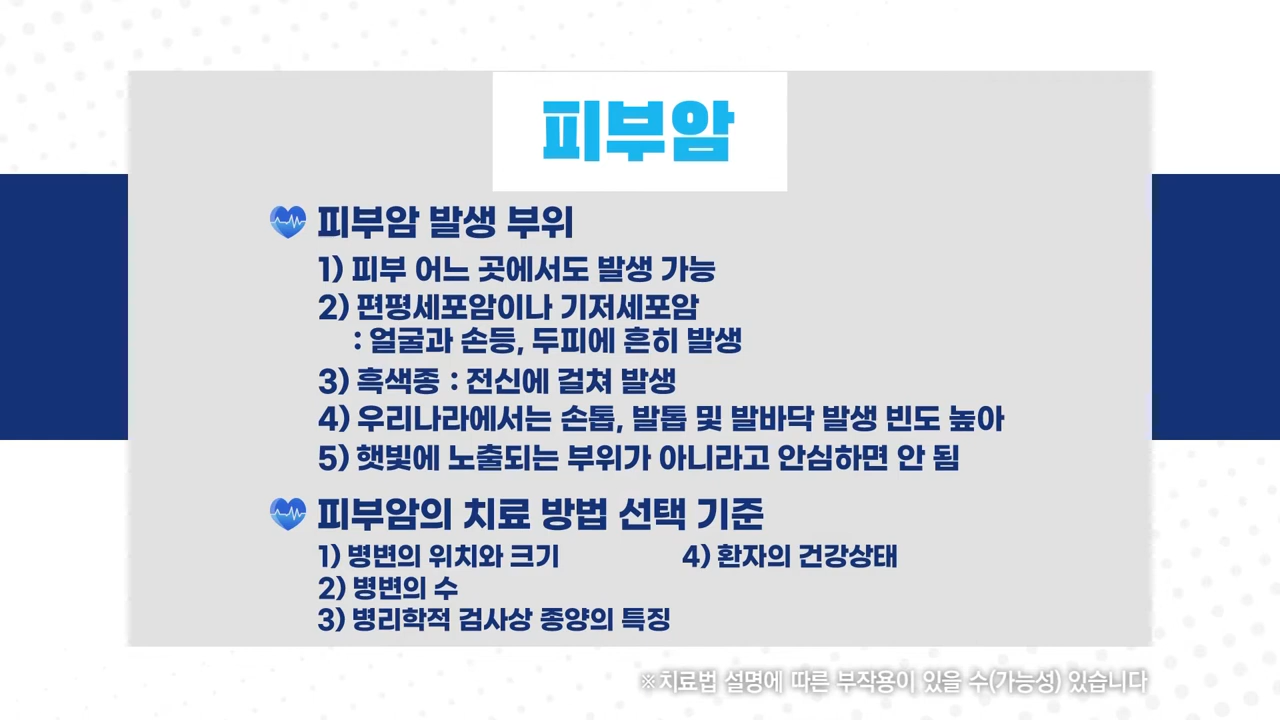 피부암
피부암 발생 부위
1) 피부 어느 곳에서도 발생 가능
2) 편평세포암이나 기저세포암
: 얼굴과 손등, 두피에 흔히 발생
3) 흑색종 : 전신에 걸쳐 발생
4) 우리나라에서는 손톱, 발톱 및 발바닥 발생 빈도 높아
5) 햇빛에 노출되는 부위가 아니라고 안심하면 안 됨
피부암의 치료 방법 선택 기준
1) 병변의 위치와 크기
2) 병변의 수
3) 병리학적 검사상 종양의 특징
4) 환자의 건강상태
※치료법 설명에 따른 부작용이 있을 수(가능성) 있습니다